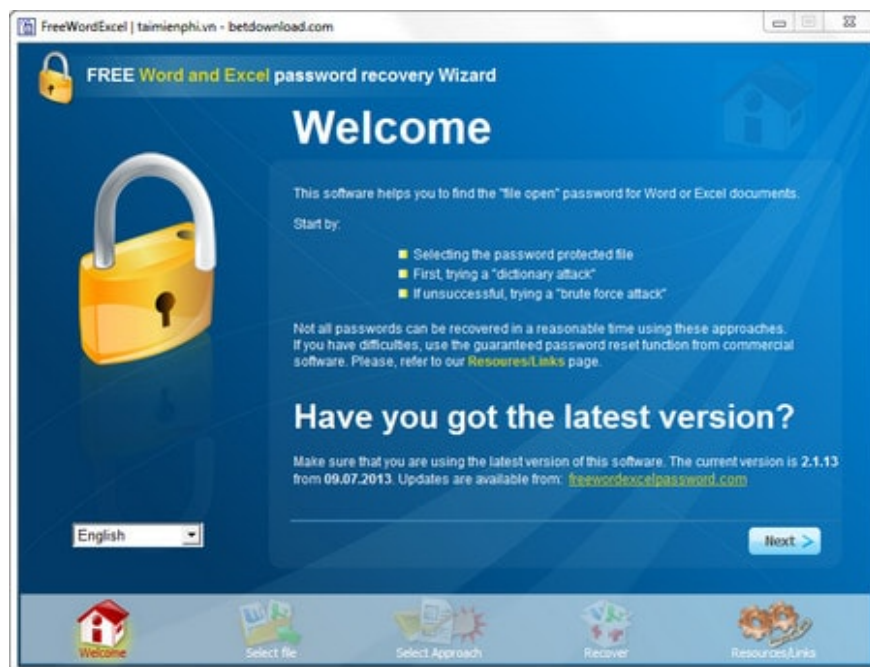 FreeWordExcel | taimienphi.vn - betdownload.com
FREE Word and Excel password recovery Wizard
Welcome
This software helps you to find the "file open" password for Word or Excel documents.
Start by:
Selecting the password protected file
First, trying a "dictionary attack"
If unsuccessful, trying a "brute force attack"
Not all passwords can be recovered in a reasonable time using these approaches.
If you have difficulties, use the guaranteed password reset function from commercial
software. Please, refer to our Resoures/Links page.
Have you got the latest version?
Make sure that you are using the latest version of this software. The current version is 2.1.13
from 09.07.2013. Updates are available from: freewordexcelpassword.com
English
Next >
Welcome
Select file
Select Approach
Recover
Resources/Links